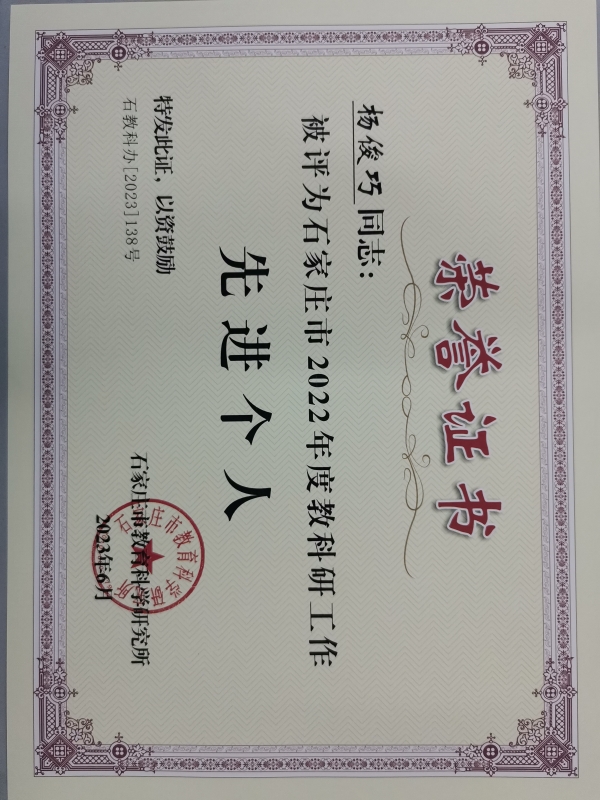 荣誉证书
杨俊巧同志：
被评为石家庄市2022年度教科研工作
先进个人
特发此证，以资鼓励
石教科办[2023]138号
石家庄市教育科学研究所
2023年6月